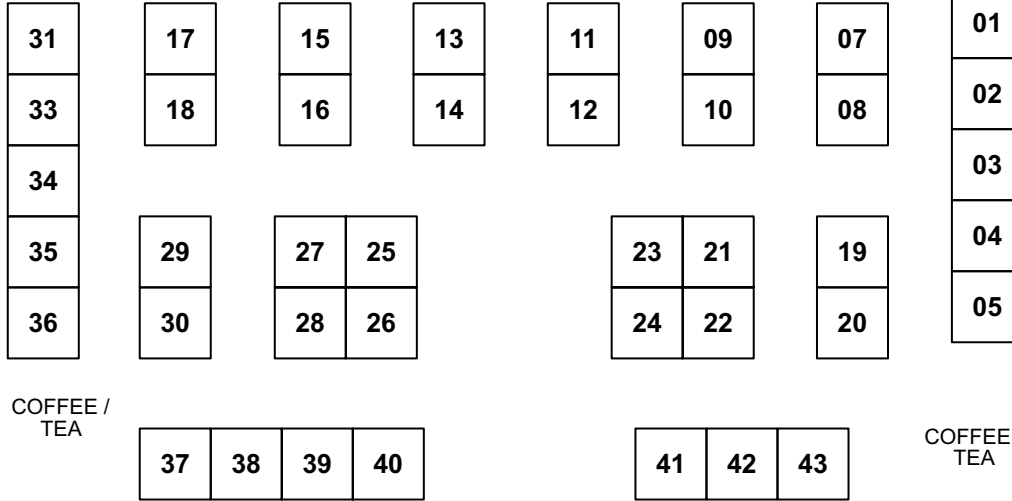 31 17 15 13 11 09 07 01
33 18 16 14 12 10 08 02
34 03
35 29 27 25 23 21 19 04
36 30 28 26 24 22 20 05
COFFEE /
TEA
COFFEE
TEA
37 38 39 40 41 42 43